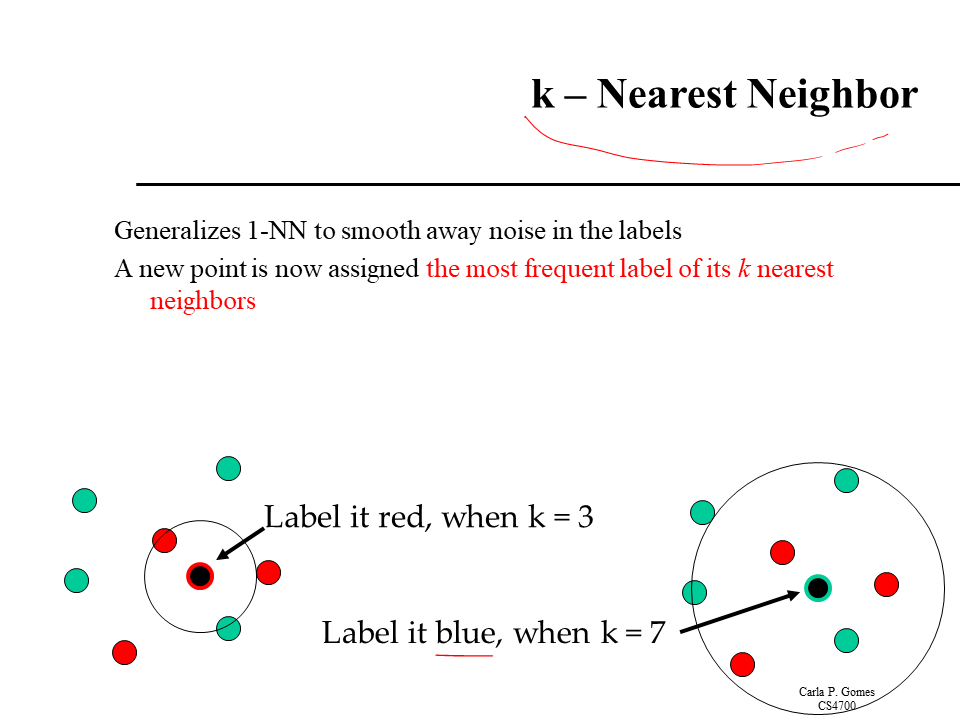 k – Nearest Neighbor
Generalizes 1-NN to smooth away noise in the labels
A new point is now assigned the most frequent label of its k nearest
neighbors
Label it red, when k = 3
Label it blue, when k = 7
Carla P. Gomes
CS4700